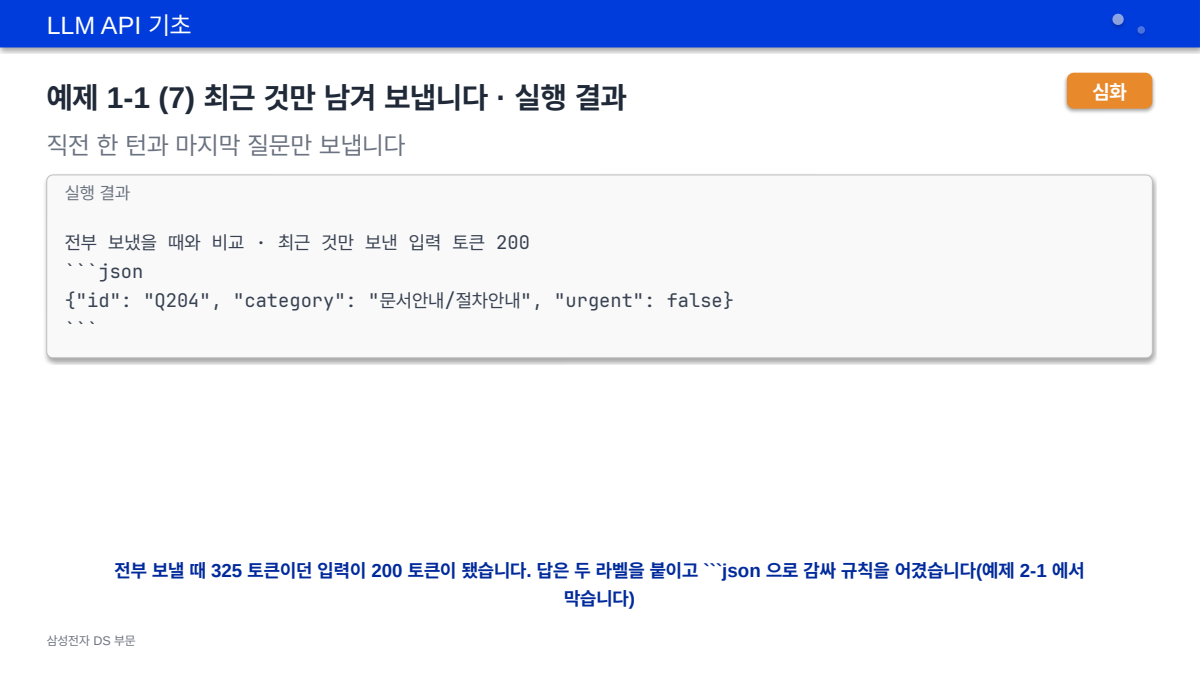 LLM API 기초
예제 1-1 (7) 최근 것만 남겨 보냅니다 · 실행 결과
심화
직전 한 턴과 마지막 질문만 보냅니다
실행 결과
전부 보냈을 때와 비교 · 최근 것만 보낸 입력 토큰 200
```json
{"id": "Q204", "category": "문서안내/절차안내", "urgent": false}
```
전부 보낼 때 325 토큰이던 입력이 200 토큰이 됐습니다. 답은 두 라벨을 붙이고 ```json 으로 감싸 규칙을 어겼습니다(예제 2-1 에서
막습니다)
삼성전자 DS 부문